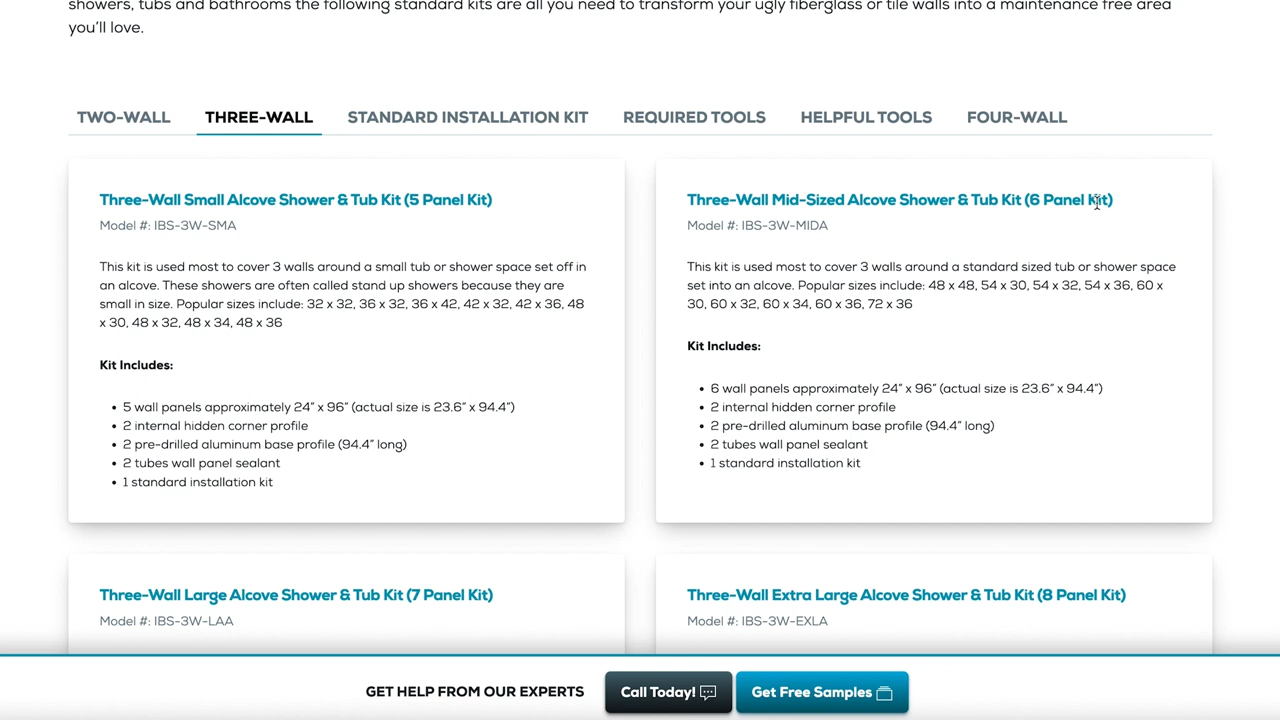 showers, tubs and bathrooms the following standard kits are all you need to transform your ugly fiberglass or tile walls into a maintenance free area
you'll love.
TWO-WALL
THREE-WALL
STANDARD INSTALLATION KIT
REQUIRED TOOLS
HELPFUL TOOLS
FOUR-WALL
Three-Wall Small Alcove Shower & Tub Kit (5 Panel Kit)
Model #: IBS-3W-SMA
This kit is used most to cover 3 walls around a small tub or shower space set off in
an alcove. These showers are often called stand up showers because they are
small in size. Popular sizes include: 32 x 32, 36 x 32, 36 x 42, 42 x 32, 42 x 36, 48
x 30, 48 x 32, 48 x 34, 48 x 36
Kit Includes:
• 5 wall panels approximately 24” x 96” (actual size is 23.6” x 94.4”)
• 2 internal hidden corner profile
• 2 pre-drilled aluminum base profile (94.4” long)
• 2 tubes wall panel sealant
• 1 standard installation kit
Three-Wall Mid-Sized Alcove Shower & Tub Kit (6 Panel Kit)
Model #: IBS-3W-MIDA
This kit is used most to cover 3 walls around a standard sized tub or shower space
set into an alcove. Popular sizes include: 48 x 48, 54 x 30, 54 x 32, 54 x 36, 60 x
30, 60 x 32, 60 x 34, 60 x 36, 72 x 36
Kit Includes:
• 6 wall panels approximately 24” x 96” (actual size is 23.6” x 94.4”)
• 2 internal hidden corner profile
• 2 pre-drilled aluminum base profile (94.4” long)
• 2 tubes wall panel sealant
• 1 standard installation kit
Three-Wall Large Alcove Shower & Tub Kit (7 Panel Kit)
Model #: IBS-3W-LAA
Three-Wall Extra Large Alcove Shower & Tub Kit (8 Panel Kit)
Model #: IBS-3W-EXLA
GET HELP FROM OUR EXPERTS
Call Today!
Get Free Samples